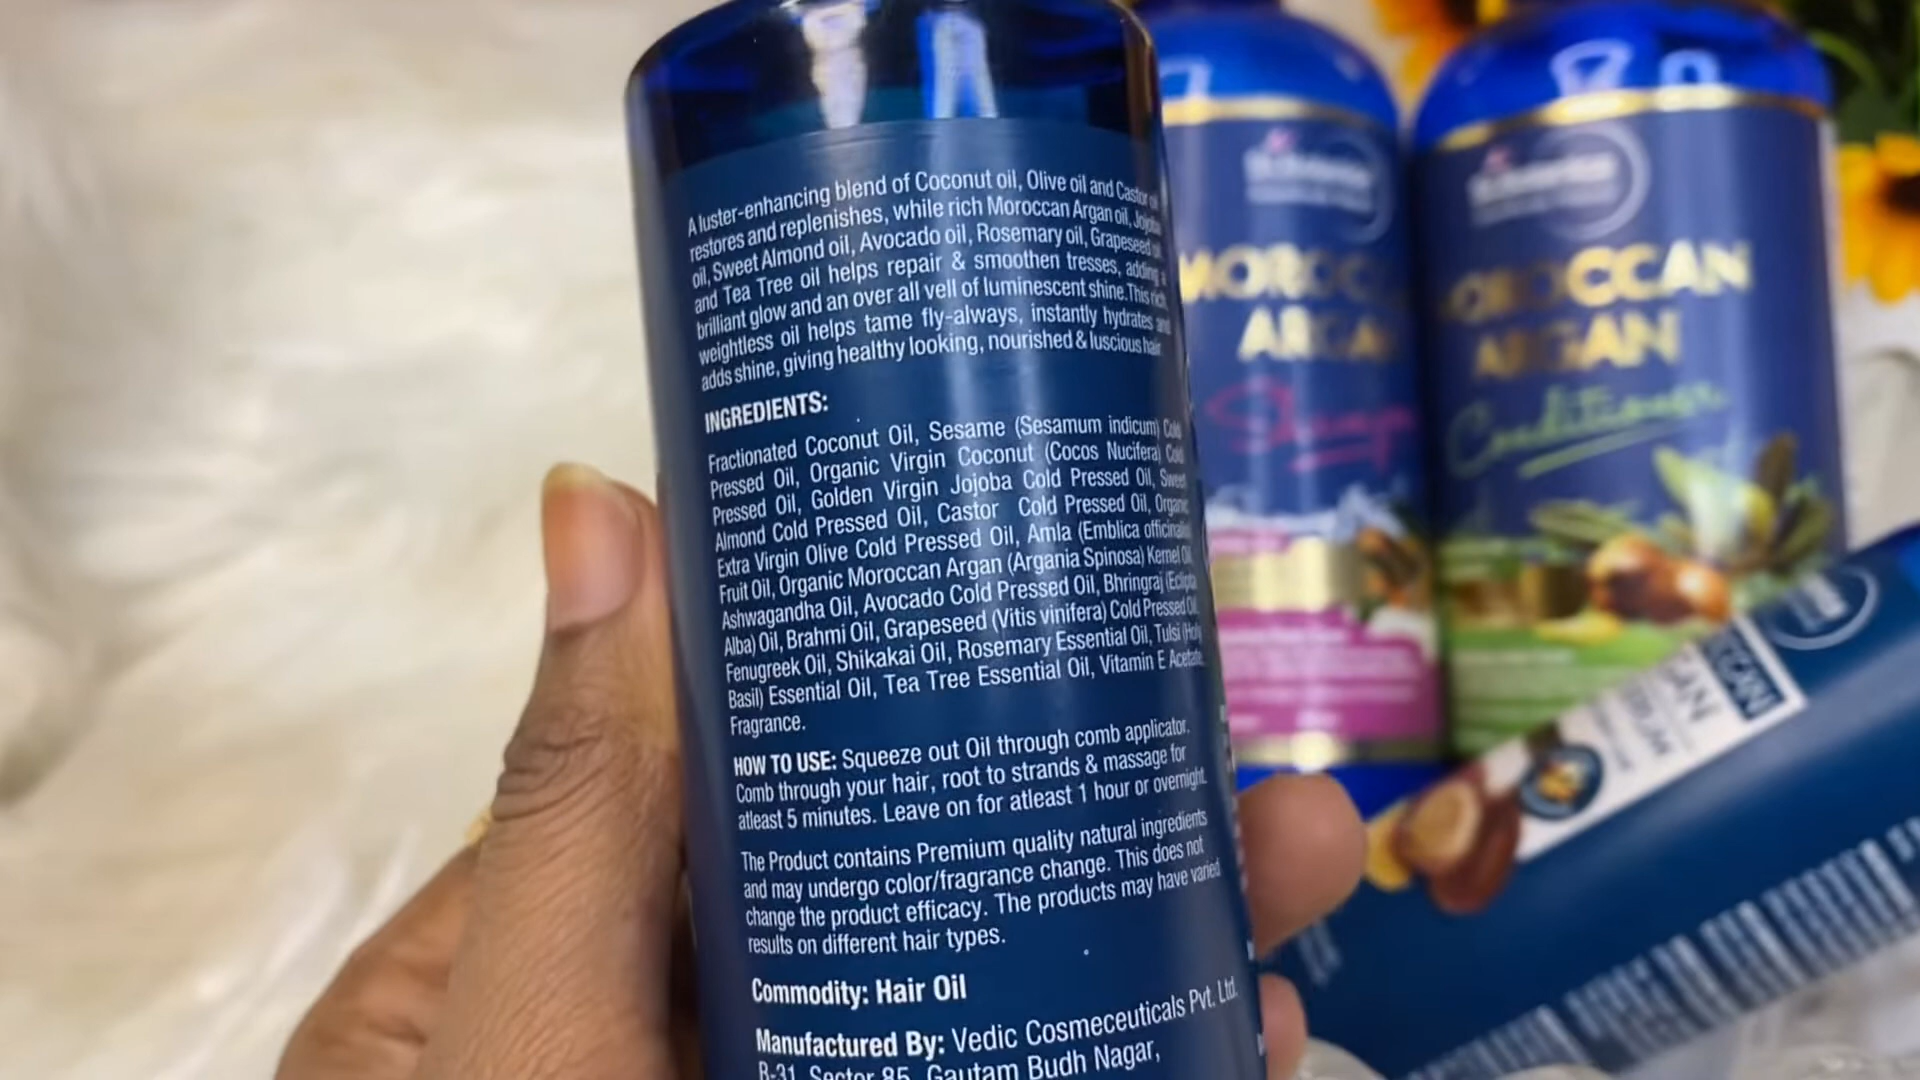 A luster-enhancing blend of Coconut oil, Olive oil and Castor oil
restores and replenishes, while rich Moroccan Argan oil, Jojoba
oil, Sweet Almond oil, Avocado oil, Rosemary oil, Grapeseed oil
and Tea Tree oil helps repair & smoothen tresses, adding a
brilliant glow and an over all vell of luminescent shine.This rich,
weightless oil helps tame fly-always, instantly hydrates and
adds shine, giving healthy looking, nourished & luscious hair.
INGREDIENTS:
Fractionated Coconut Oil, Sesame (Sesamum indicum) Cold
Pressed Oil, Organic Virgin Coconut (Cocos Nucifera) Cold
Pressed Oil, Golden Virgin Jojoba Cold Pressed Oil, Sweet
Almond Cold Pressed Oil, Castor Cold Pressed Oil, Organic
Extra Virgin Olive Cold Pressed Oil, Amla (Emblica officinalis)
Fruit Oil, Organic Moroccan Argan (Argania Spinosa) Kernel Oil,
Ashwagandha Oil, Avocado Cold Pressed Oil, Bhringraj (Eclipta
Alba) Oil, Brahmi Oil, Grapeseed (Vitis vinifera) Cold Pressed Oil,
Fenugreek Oil, Shikakai Oil, Rosemary Essential Oil, Tulsi (Holy
Basil) Essential Oil, Tea Tree Essential Oil, Vitamin E Acetate,
Fragrance.
HOW TO USE: Squeeze out Oil through comb applicator.
Comb through your hair, root to strands & massage for
atleast 5 minutes. Leave on for atleast 1 hour or overnight.
The Product contains Premium quality natural ingredients
and may undergo color/fragrance change. This does not
change the product efficacy. The products may have varied
results on different hair types.
Commodity: Hair Oil
Manufactured By: Vedic Cosmeceuticals Pvt. Ltd.
B-31, Sector 85, Gautam Budh Nagar,
MOROCCAN
ARGAN
Shampoo
MOROCCAN
ARGAN
Conditioner